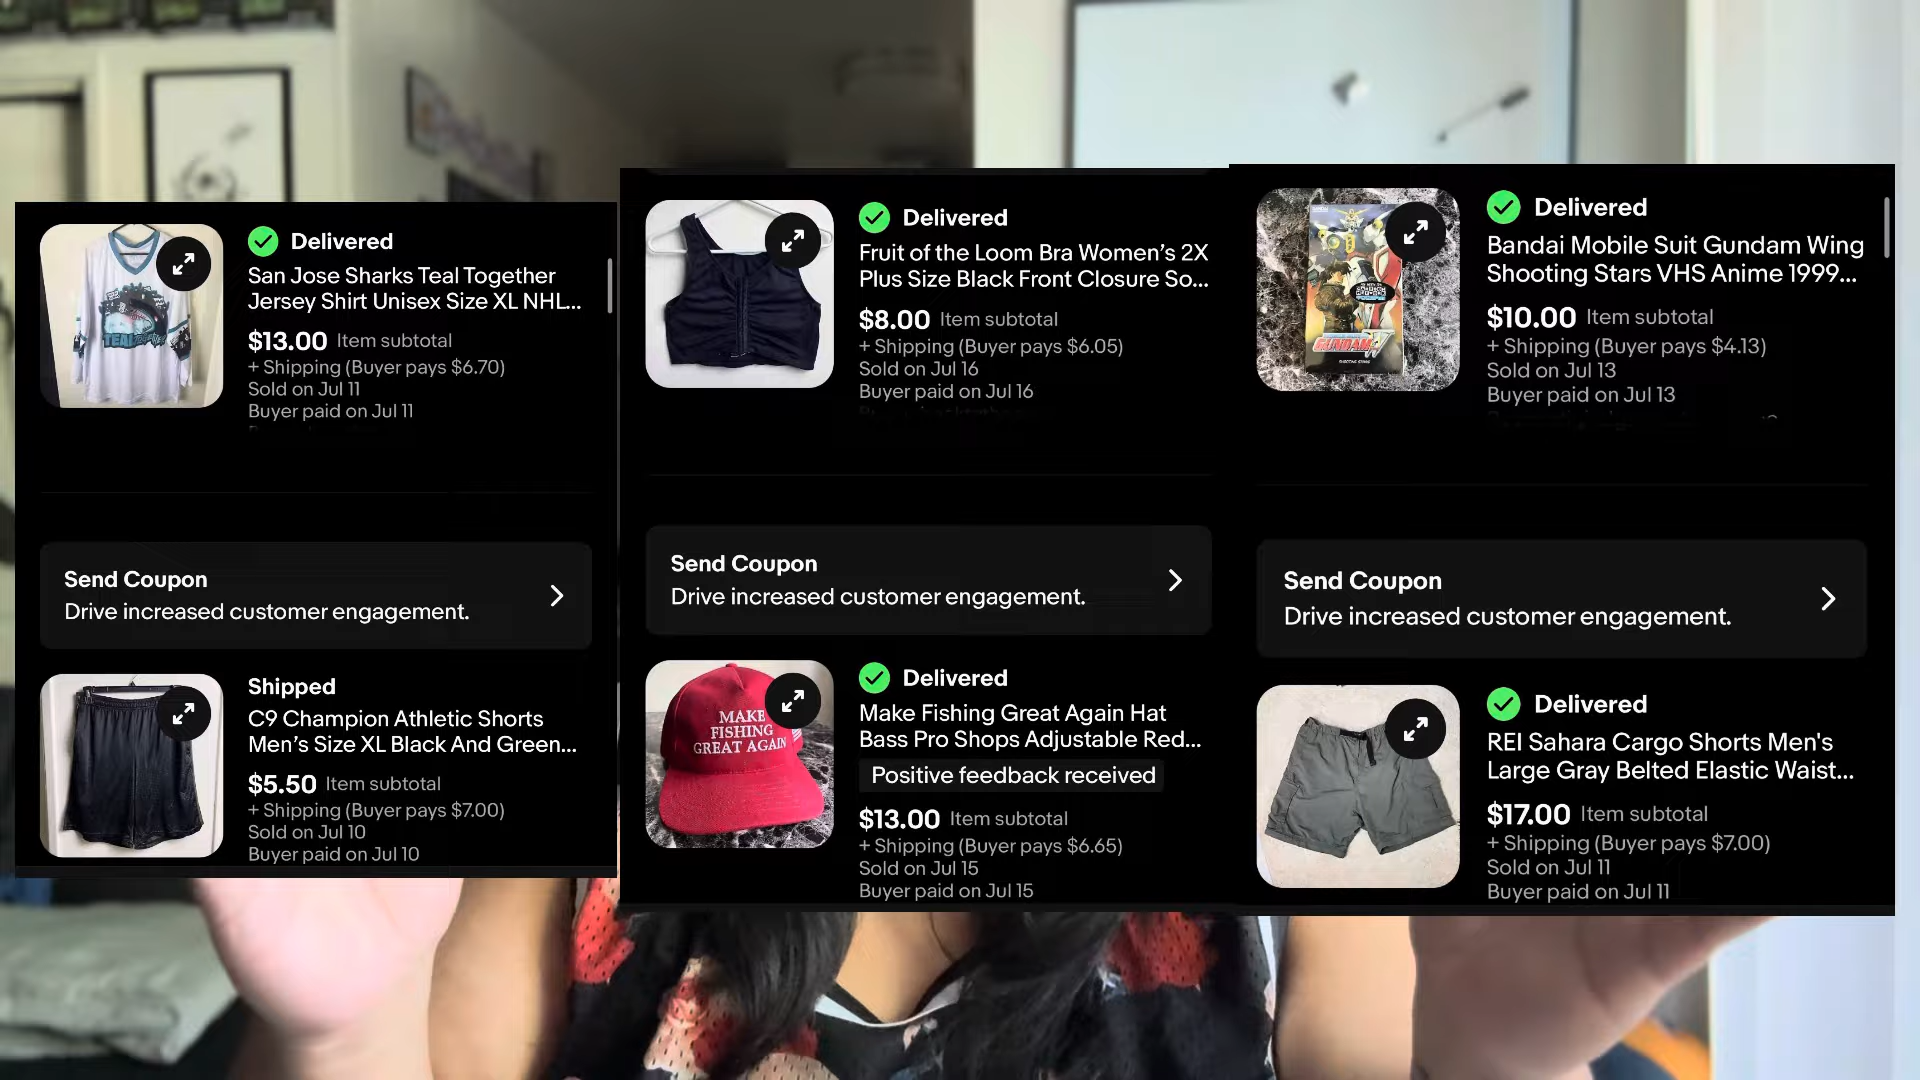 Delivered
San Jose Sharks Teal Together
Jersey Shirt Unisex Size XL NHL...
$13.00 Item subtotal
+ Shipping (Buyer pays $6.70)
Sold on Jul 11
Buyer paid on Jul 11
Send Coupon
Drive increased customer engagement.
Shipped
C9 Champion Athletic Shorts
Men's Size XL Black And Green...
$5.50 Item subtotal
+ Shipping (Buyer pays $7.00)
Sold on Jul 10
Buyer paid on Jul 10
Delivered
Fruit of the Loom Bra Women's 2X
Plus Size Black Front Closure So...
$8.00 Item subtotal
+ Shipping (Buyer pays $6.05)
Sold on Jul 16
Buyer paid on Jul 16
Send Coupon
Drive increased customer engagement.
MAKE
FISHING
GREAT AGAIN
Delivered
Make Fishing Great Again Hat
Bass Pro Shops Adjustable Red...
Positive feedback received
$13.00 Item subtotal
+ Shipping (Buyer pays $6.65)
Sold on Jul 15
Buyer paid on Jul 15
GUNDAM W
Delivered
Bandai Mobile Suit Gundam Wing
Shooting Stars VHS Anime 1999...
$10.00 Item subtotal
+ Shipping (Buyer pays $4.13)
Sold on Jul 13
Buyer paid on Jul 13
Send Coupon
Drive increased customer engagement.
Delivered
REI Sahara Cargo Shorts Men's
Large Gray Belted Elastic Waist...
$17.00 Item subtotal
+ Shipping (Buyer pays $7.00)
Sold on Jul 11
Buyer paid on Jul 11